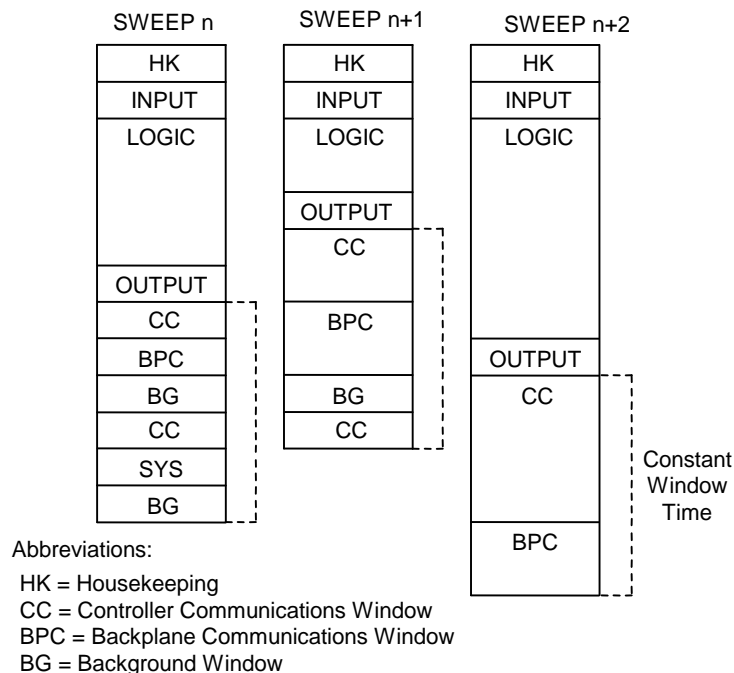 SWEEP n
HK
INPUT
LOGIC
OUTPUT
CC
BPC
BG
CC
SYS
BG
SWEEP n+1
HK
INPUT
LOGIC
OUTPUT
CC
BPC
BG
CC
SWEEP n+2
HK
INPUT
LOGIC
OUTPUT
CC
BPC
Constant
Window
Time
Abbreviations:
HK = Housekeeping
CC = Controller Communications Window
BPC = Backplane Communications Window
BG = Background Window